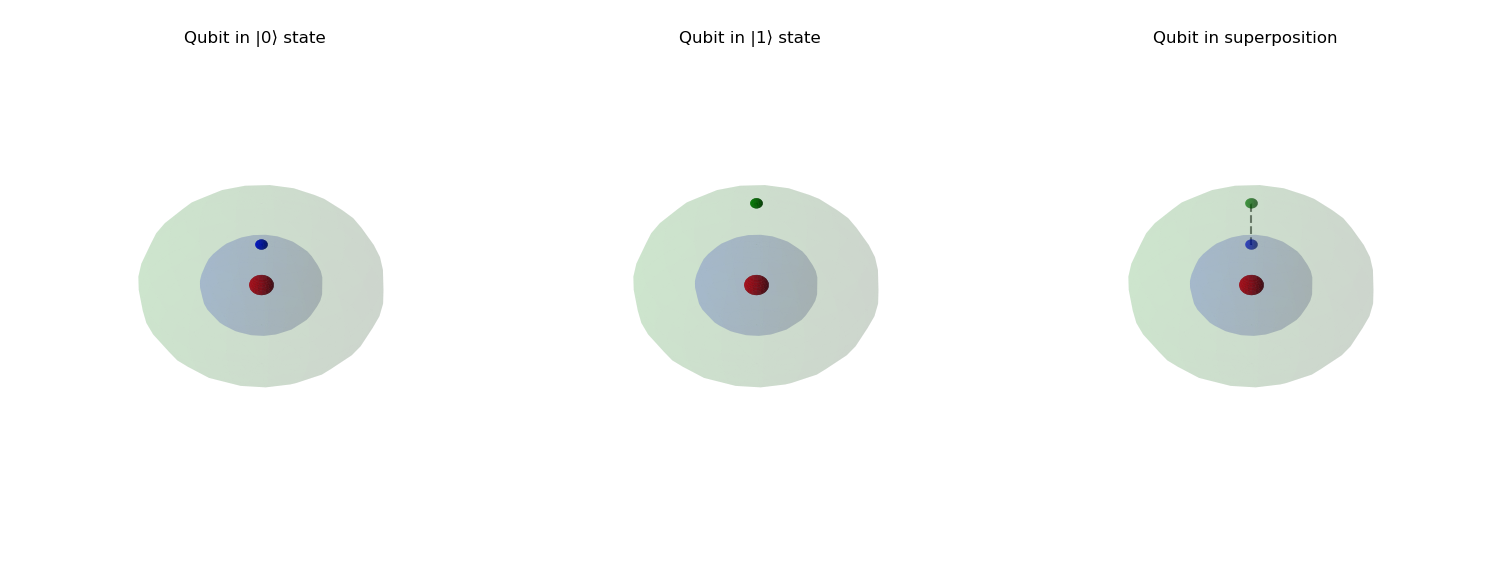 Qubit in |0⟩ state
Qubit in |1⟩ state
Qubit in superposition